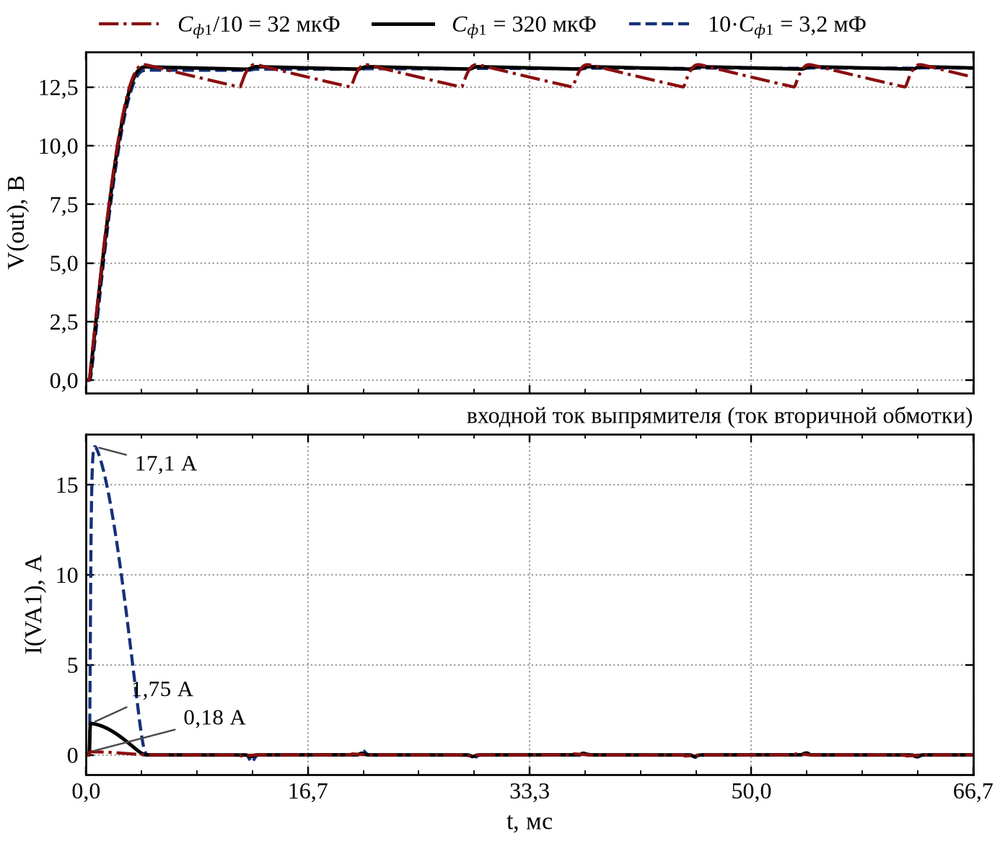 Cф1/10 = 32 мкФ
Cф1 = 320 мкФ
10·Cф1 = 3,2 мФ
12,5
10,0
7,5
5,0
2,5
0,0
V(out), В
входной ток выпрямителя (ток вторичной обмотки)
17,1 А
15
10
5
0
1,75 А
0,18 А
I(VA1), А
0,0
16,7
33,3
50,0
66,7
t, мс